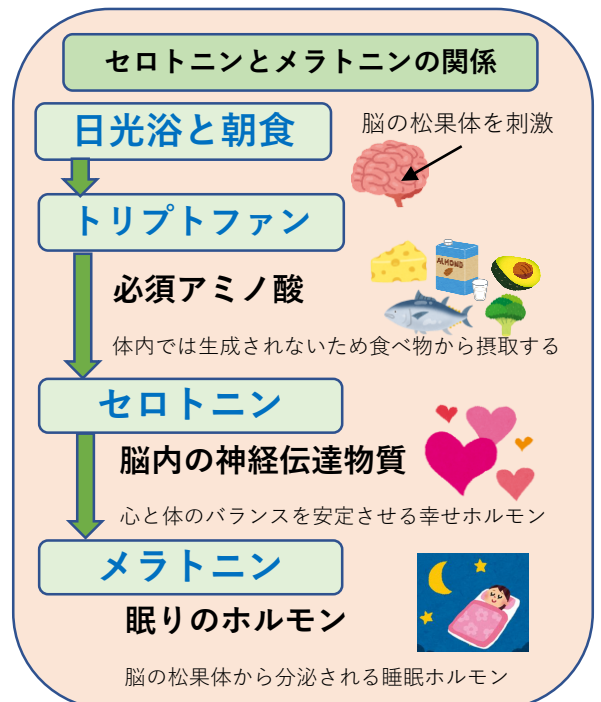 セロトニンとメラトニンの関係
日光浴と朝食
脳の松果体を刺激
トリプトファン
必須アミノ酸
ALMOND
体内では生成されないため食べ物から摂取する
セロトニン
脳内の神経伝達物質
心と体のバランスを安定させる幸せホルモン
メラトニン
眠りのホルモン
脳の松果体から分泌される睡眠ホルモン